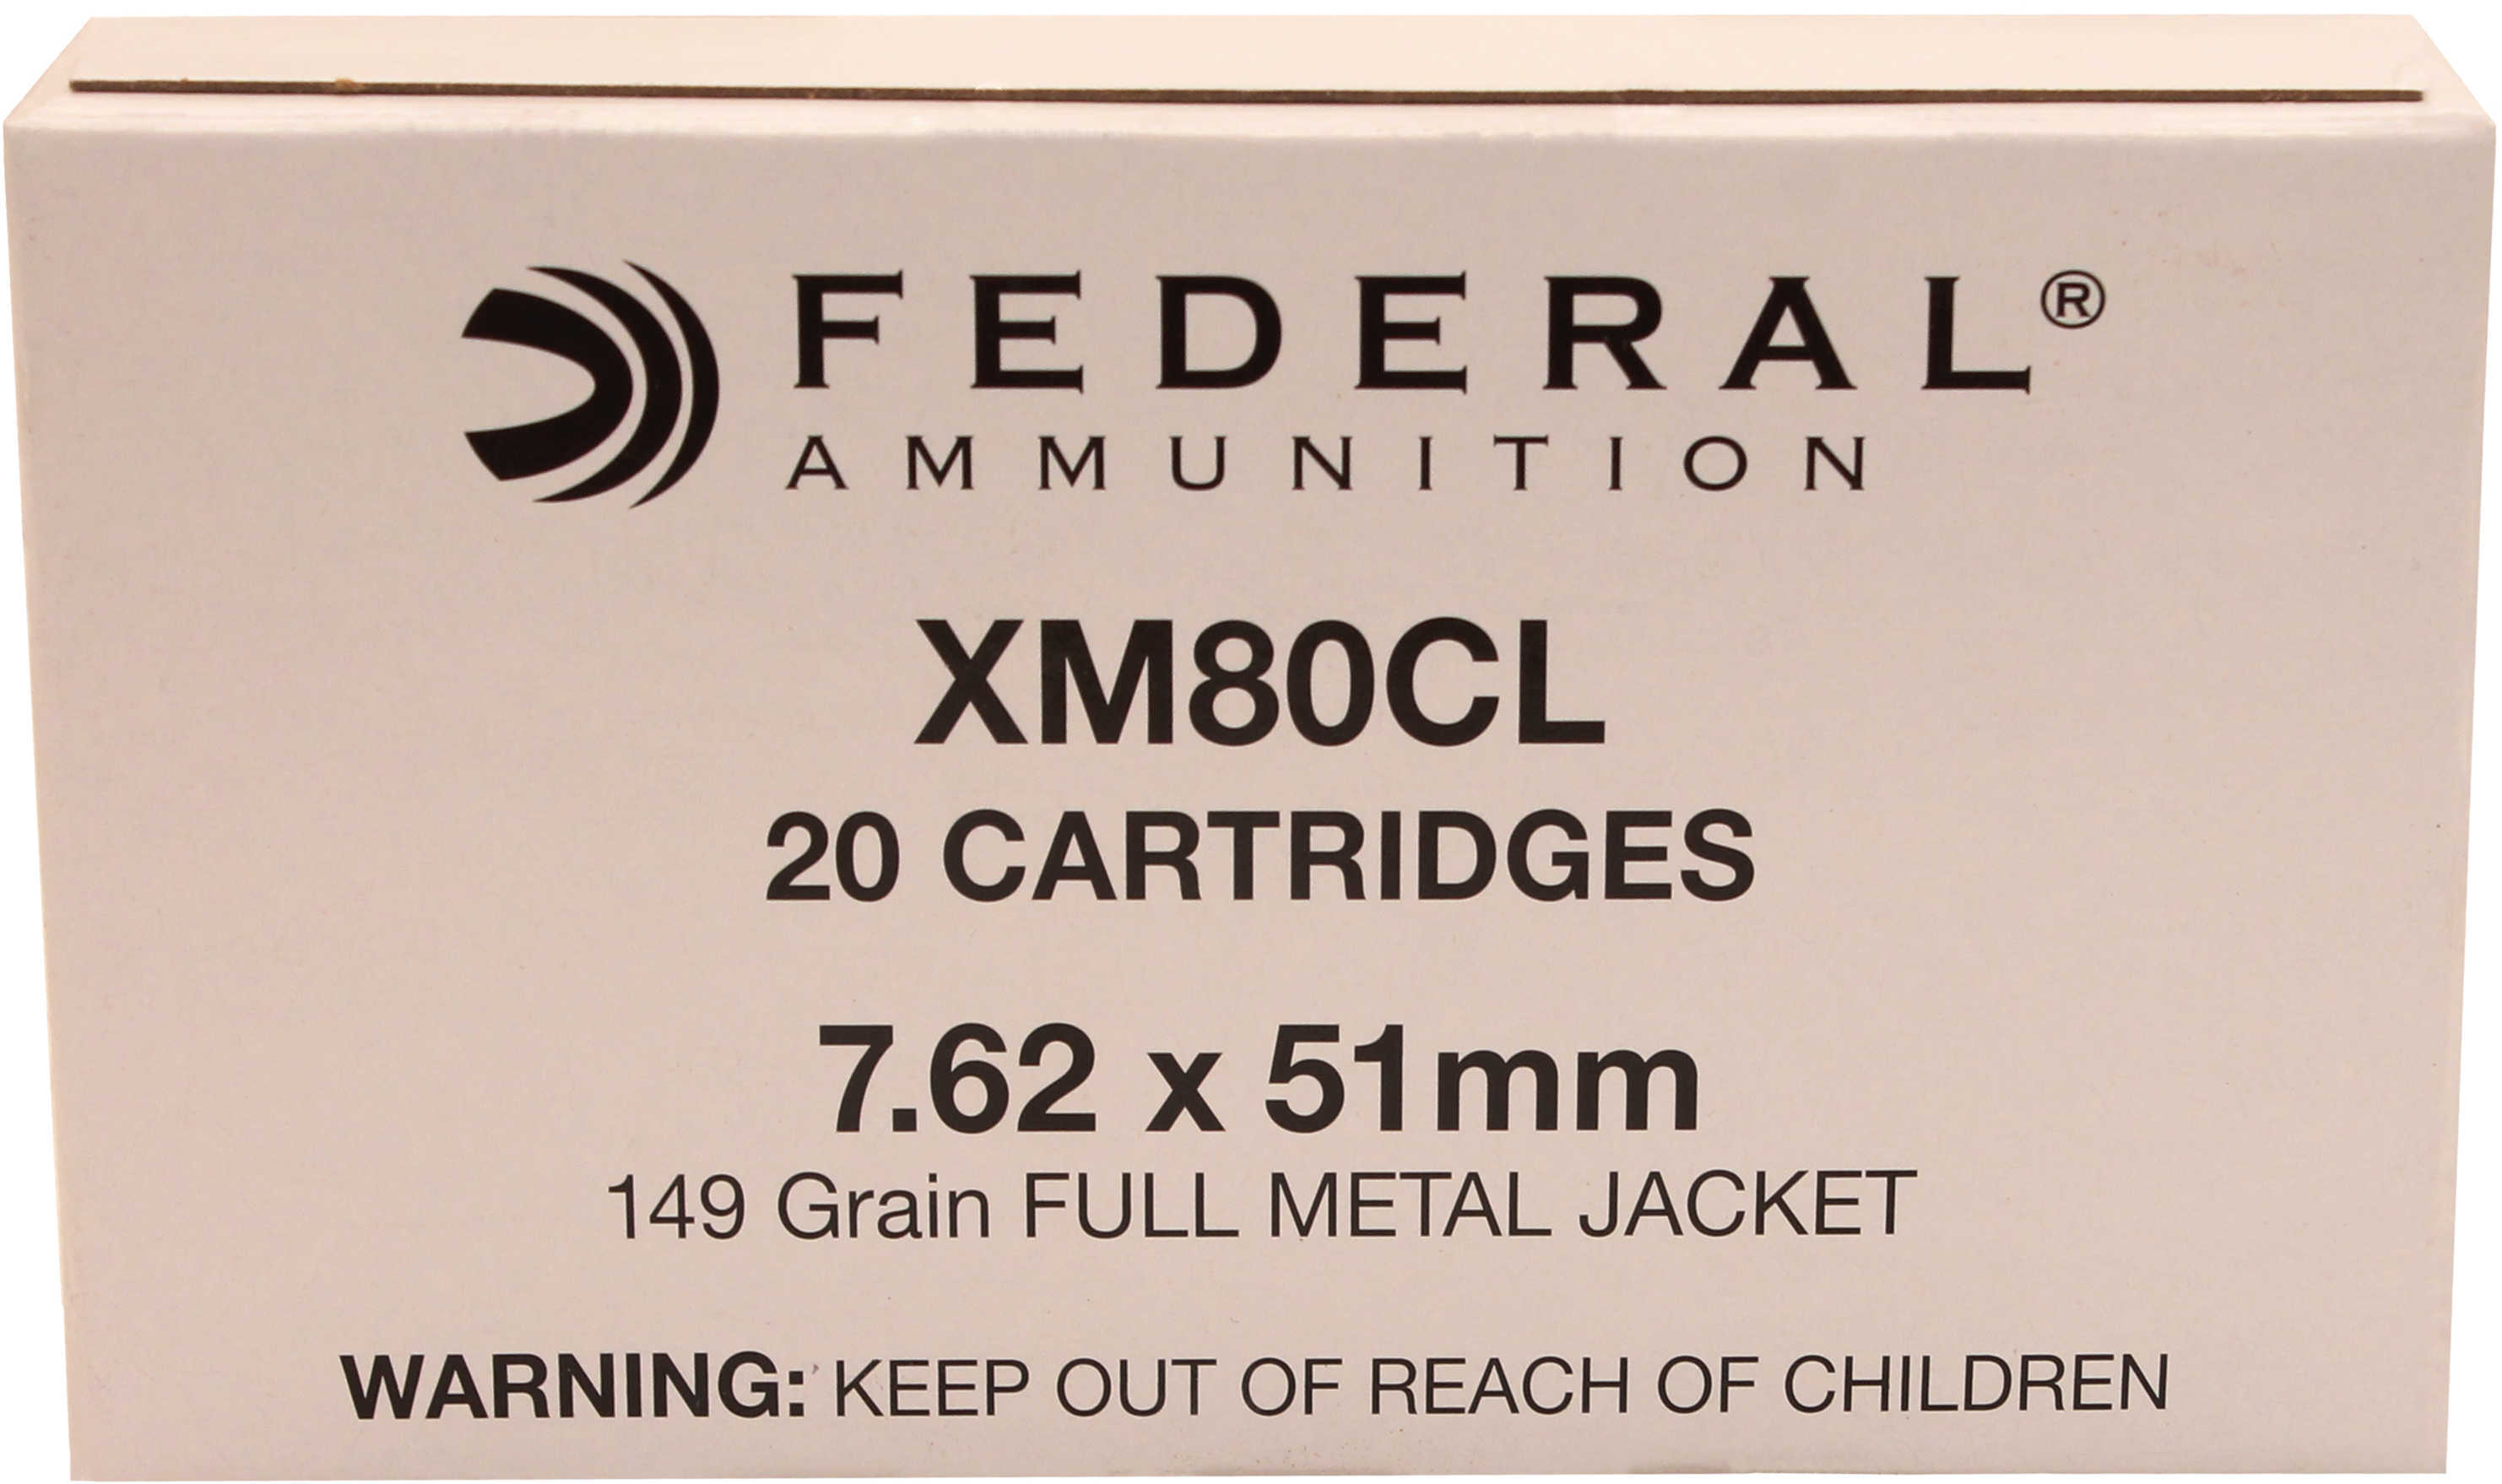 FEDERAL®
AMMUNITION
XM80CL
20 CARTRIDGES
7.62 x 51mm
149 Grain FULL METAL JACKET
WARNING: KEEP OUT OF REACH OF CHILDREN